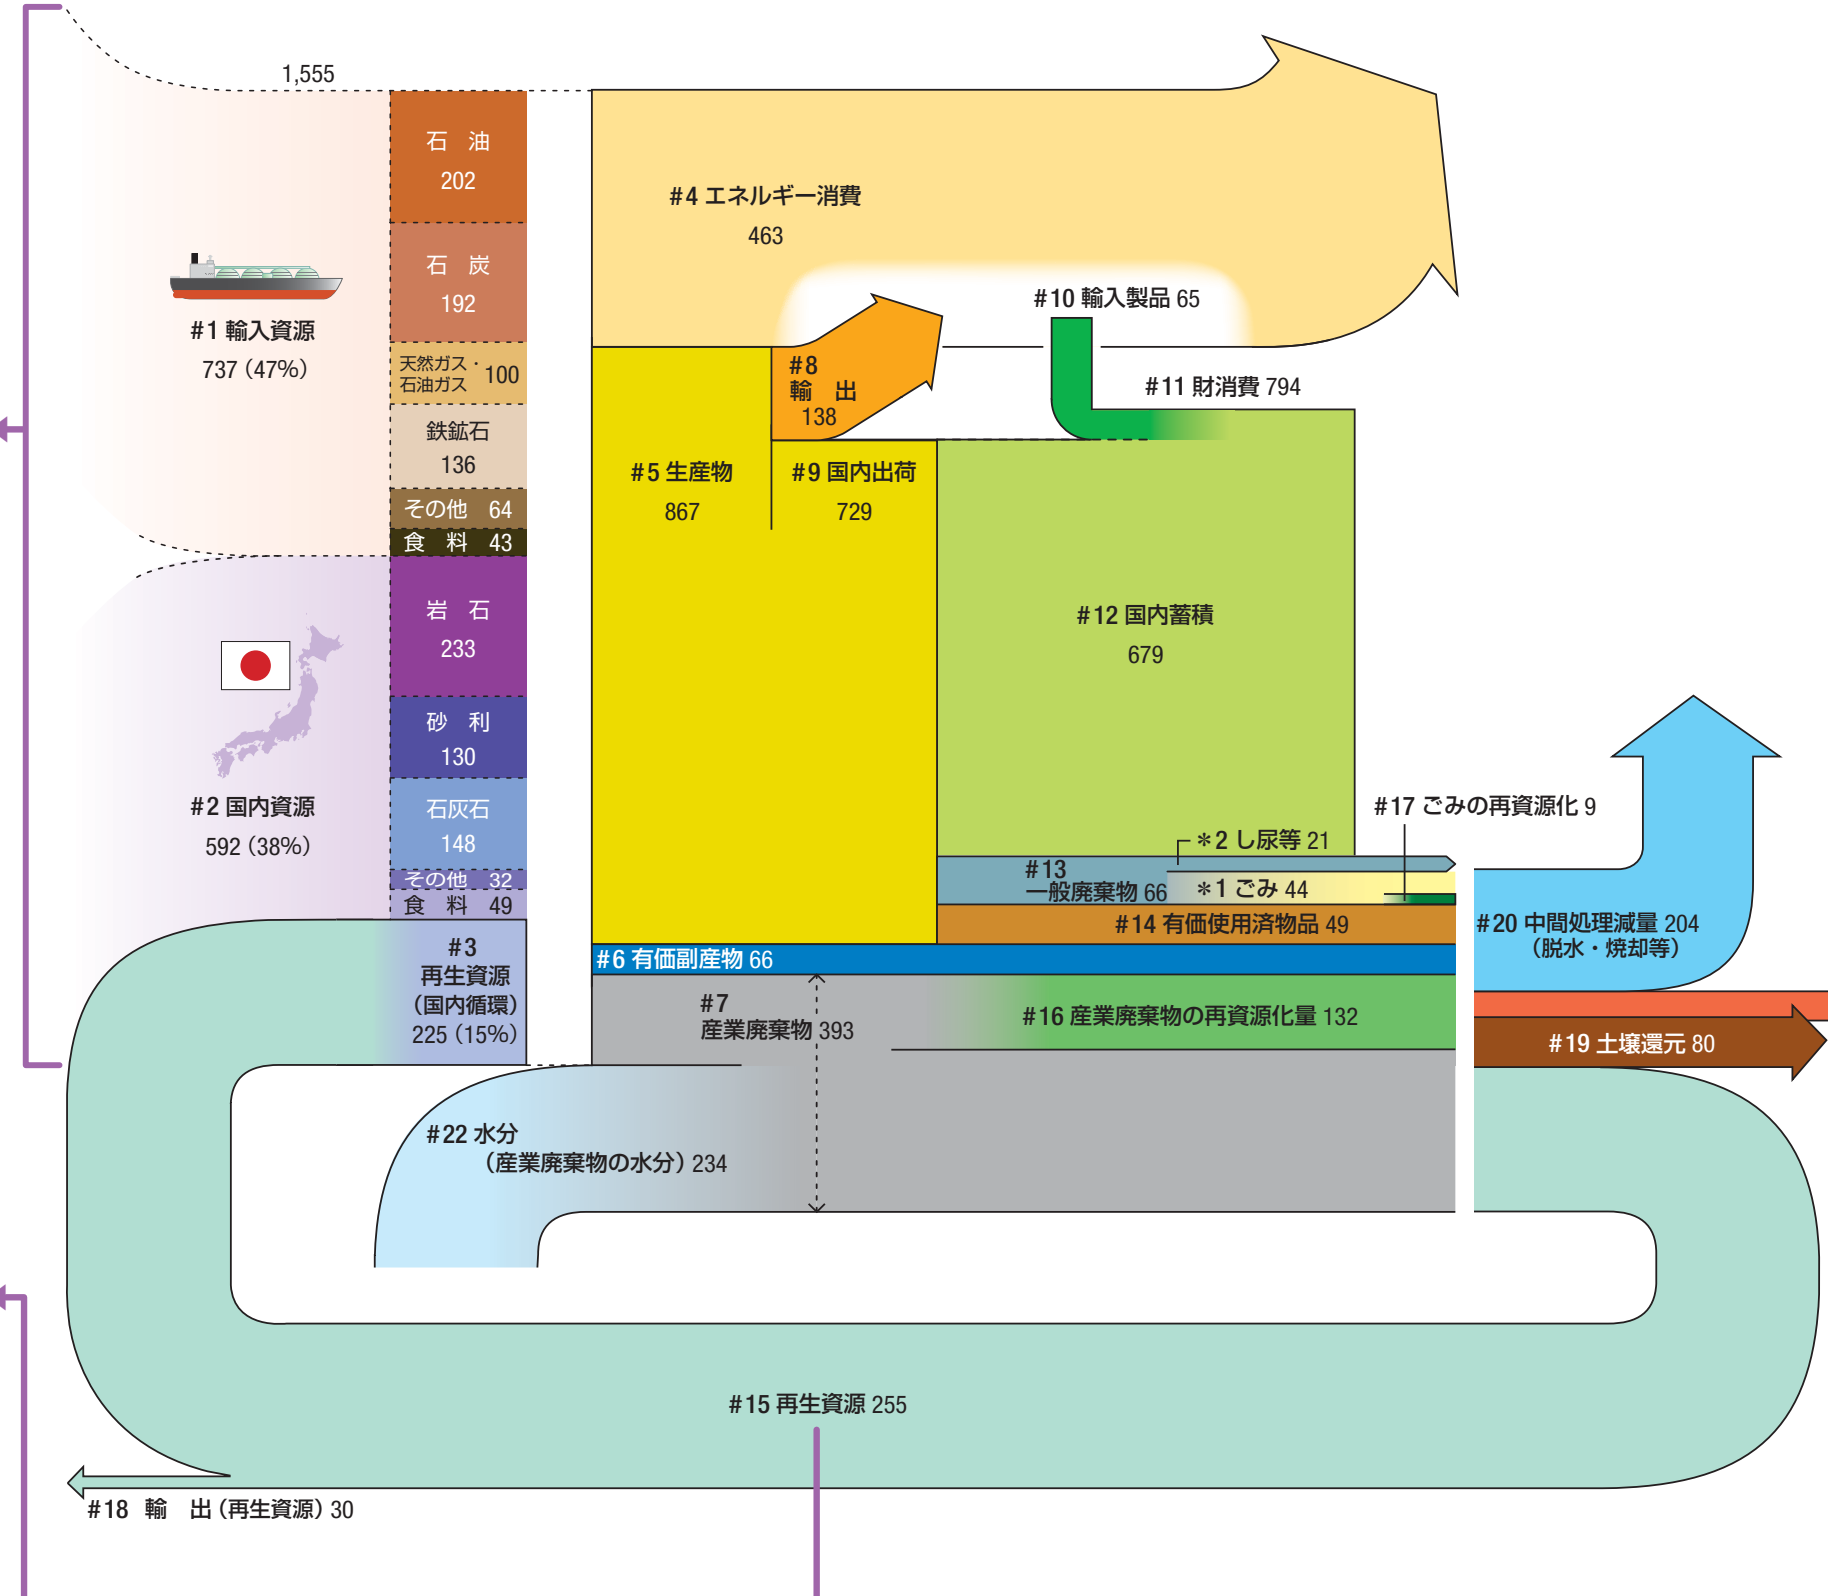 1,555
石　油
202
石　炭
192
天然ガス・
石油ガス 100
鉄鉱石
136
その他 64
食　料 43
#1 輸入資源
737（47%）
岩　石
233
砂　利
130
石灰石
148
その他 32
食　料 49
#2 国内資源
592（38%）
#3
再生資源
（国内循環）
225（15%）
#4 エネルギー消費
463
#5 生産物
867
#8
輸　出
138
#9 国内出荷
729
#10 輸入製品 65
#11 財消費 794
#12 国内蓄積
679
#17 ごみの再資源化 9
＊2 し尿等 21
#13
一般廃棄物 66
＊1 ごみ 44
#14 有価使用済物品 49
#20 中間処理減量 204
（脱水・焼却等）
#6 有価副産物 66
#7
産業廃棄物 393
#16 産業廃棄物の再資源化量 132
#19 土壌還元 80
#22 水分
（産業廃棄物の水分）234
#15 再生資源 255
#18 輸　出（再生資源）30